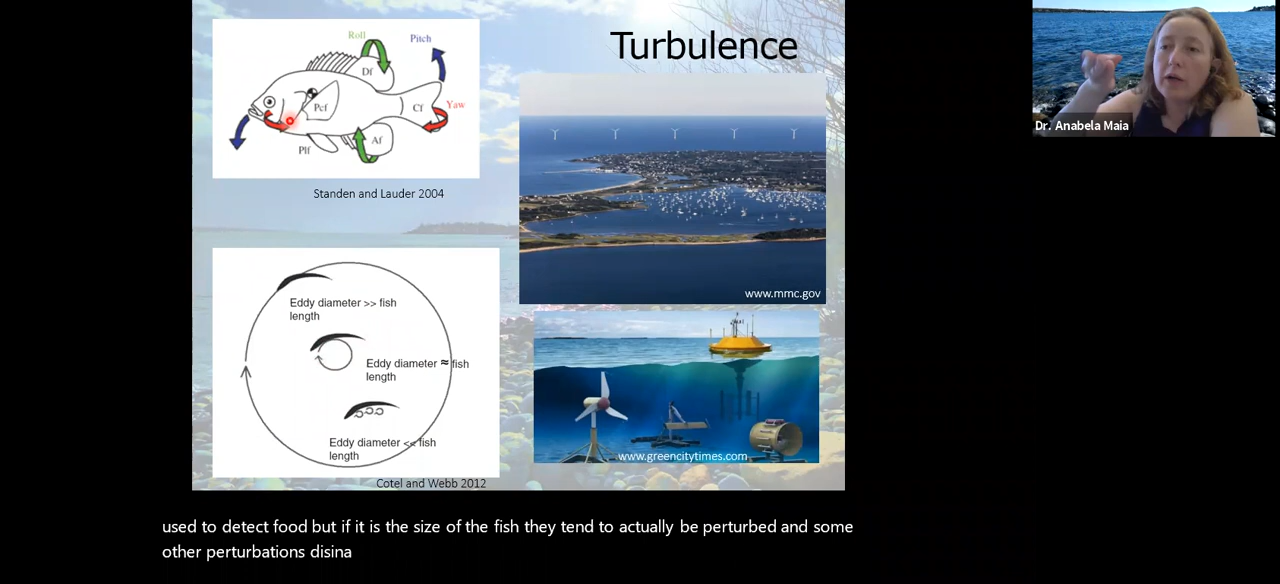 Turbulence
Roll
Pitch
Df
Pcf
Cf
Yaw
Af
Plf
Standen and Lauder 2004
www.mmc.gov
Eddy diameter >> fish
length
Eddy diameter ≈ fish
length
Eddy diameter << fish
length
Cotel and Webb 2012
www.greencitytimes.com
Dr. Anabela Maia
used to detect food but if it is the size of the fish they tend to actually be perturbed and some
other perturbations disina